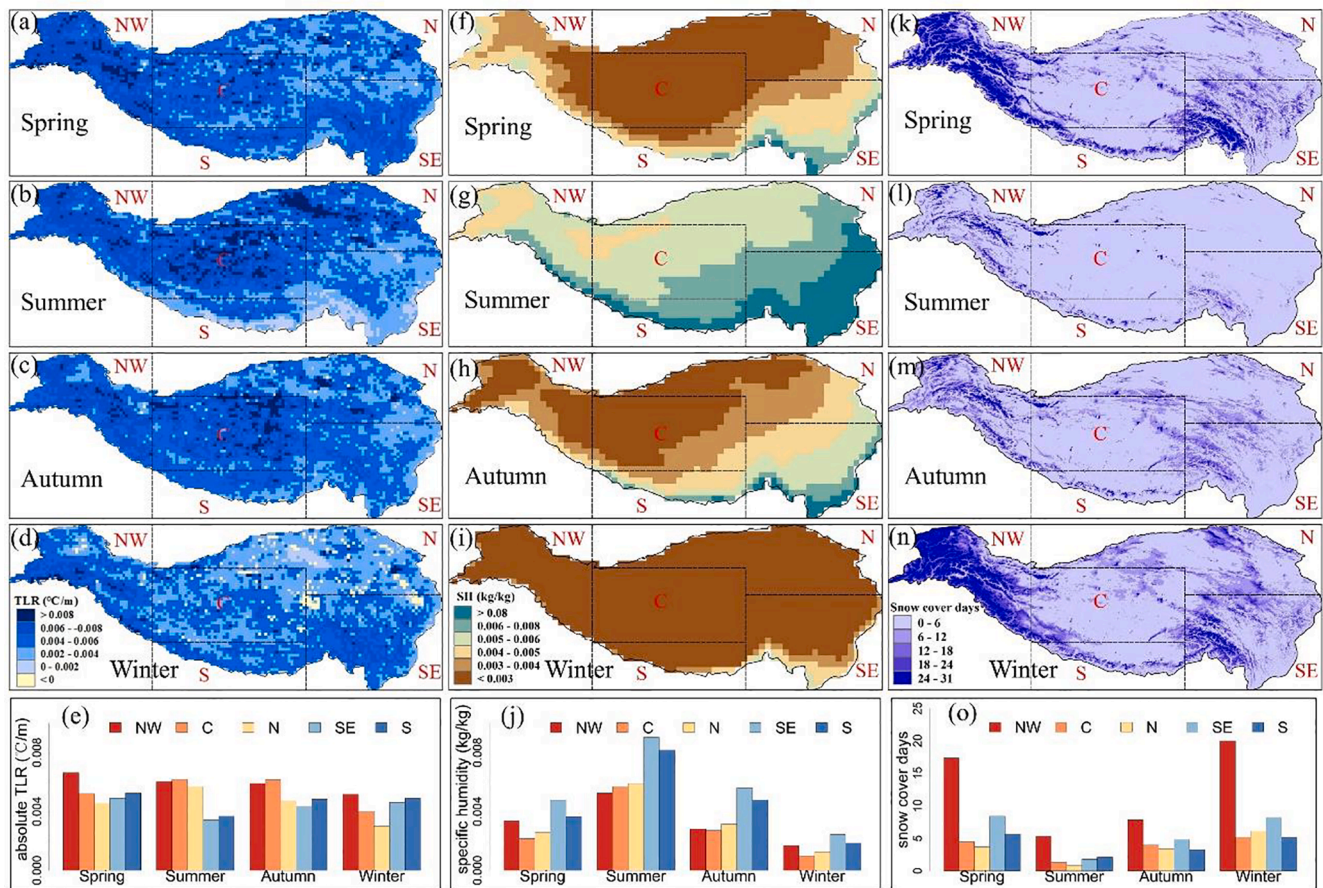 (a) NW N
C
Spring
S SE
(f) NW N
C
Spring
S SE
(k) NW N
C
Spring
S SE
(b) NW N
C
Summer
S SE
(g) NW N
C
Summer
S SE
(l) NW N
C
Summer
S SE
(c) NW N
C
Autumn
S SE
(h) NW N
C
Autumn
S SE
(m) NW N
C
Autumn
S SE
(d) NW N
C
TLR (°C/m)
> 0.008
0.006 - -0.008
0.004 - 0.006
0.002 - 0.004
0 - 0.002
< 0
Winter S SE
(i) NW N
C
SH (kg/kg)
> 0.08
0.006 - 0.008
0.005 - 0.006
0.004 - 0.005
0.003 - 0.004
< 0.003
Winter S SE
(n) NW N
C
Snow cover days
0 - 6
6 - 12
12 - 18
18 - 24
24 - 31
Winter S SE
(e)
NW C N SE S
absolute TLR (°C/m)
0.008
0.004
0.000
Spring Summer Autumn Winter
(j)
NW C N SE S
specific humidity (kg/kg)
0.008
0.004
0.000
Spring Summer Autumn Winter
(o)
NW C N SE S
snow cover days
25
20
15
10
5
0
Spring Summer Autumn Winter